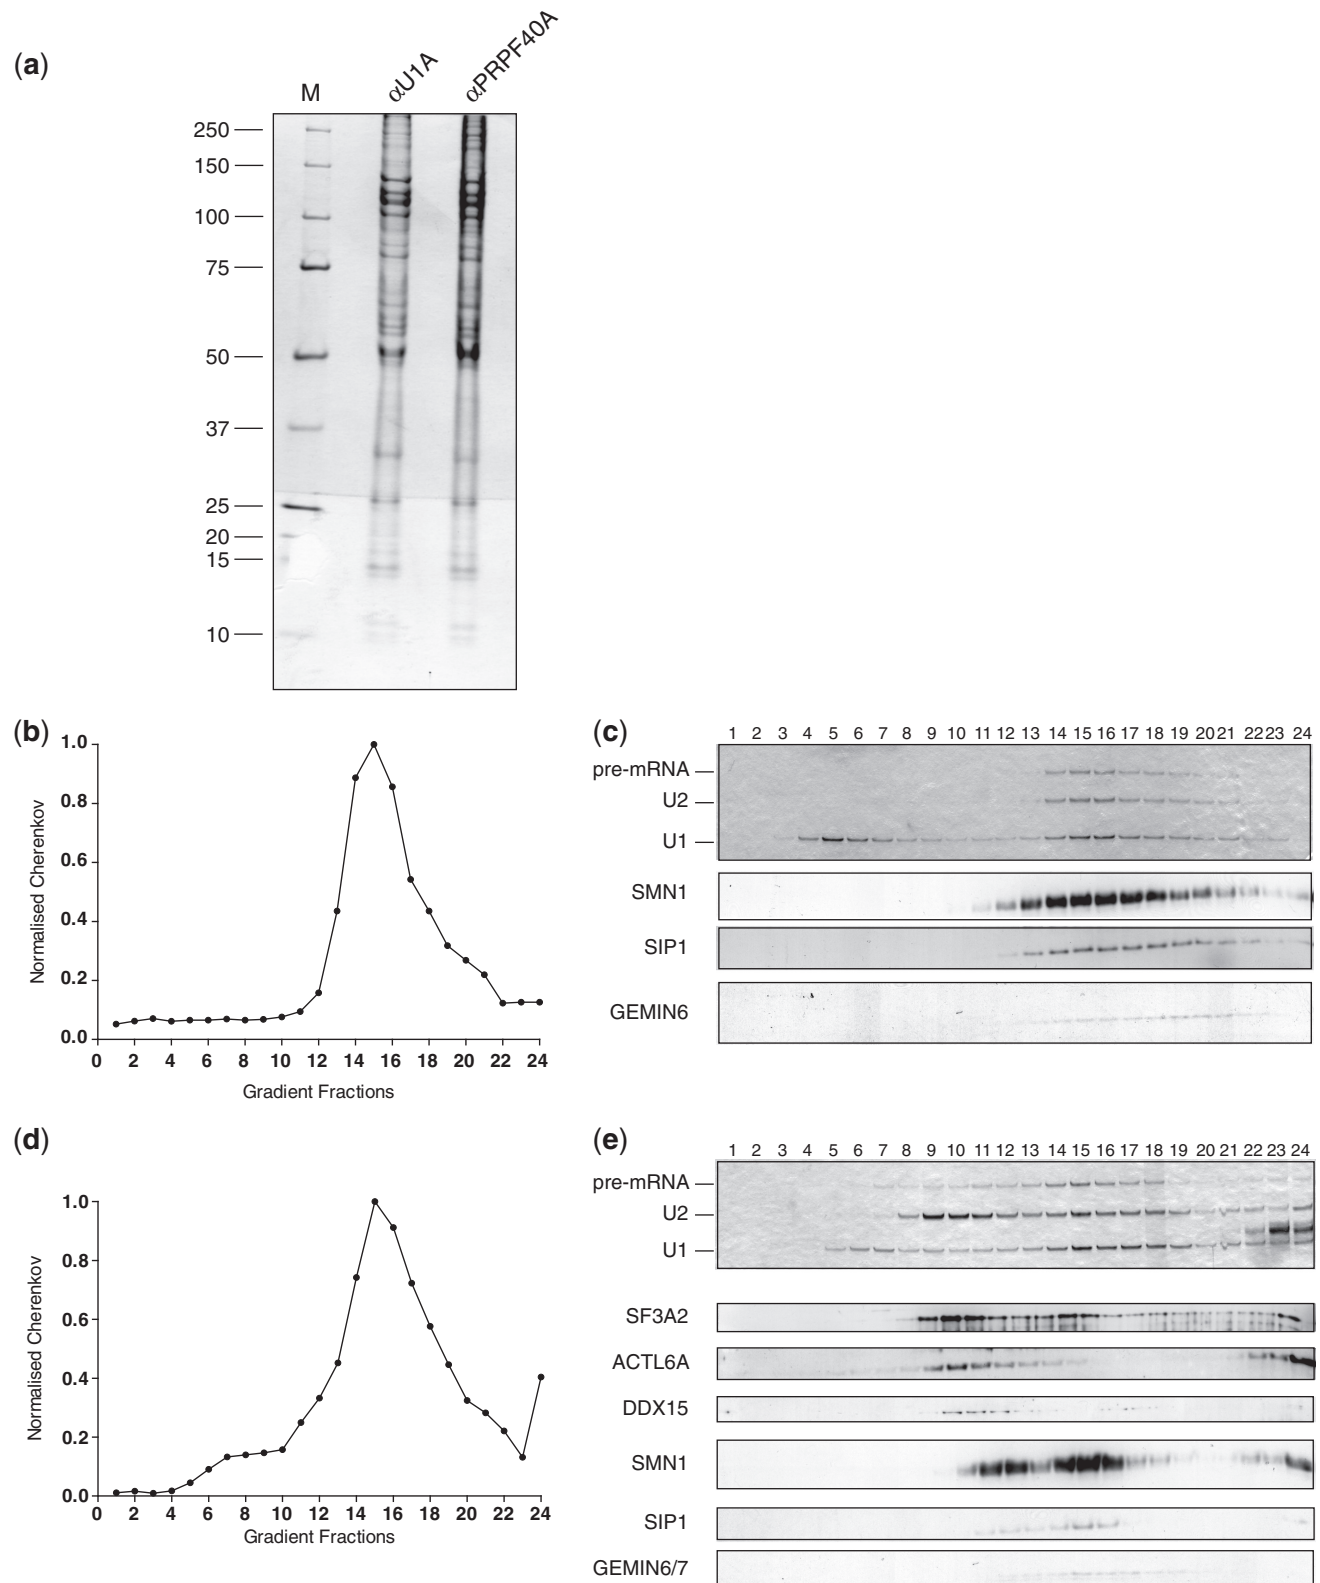 (a)
M αU1A αPRPF40A
250
150
100
75
50
37
25
20
15
10
(b)
1.0
0.8
0.6
0.4
0.2
0.0
0 2 4 6 8 10 12 14 16 18 20 22 24
Normalised Cherenkov
Gradient Fractions
(c)
1 2 3 4 5 6 7 8 9 10 11 12 13 14 15 16 17 18 19 20 21 22 23 24
pre-mRNA
U2
U1
SMN1
SIP1
GEMIN6
(d)
1.0
0.8
0.6
0.4
0.2
0.0
0 2 4 6 8 10 12 14 16 18 20 22 24
Normalised Cherenkov
Gradient Fractions
(e)
1 2 3 4 5 6 7 8 9 10 11 12 13 14 15 16 17 18 19 20 21 22 23 24
pre-mRNA
U2
U1
SF3A2
ACTL6A
DDX15
SMN1
SIP1
GEMIN6/7